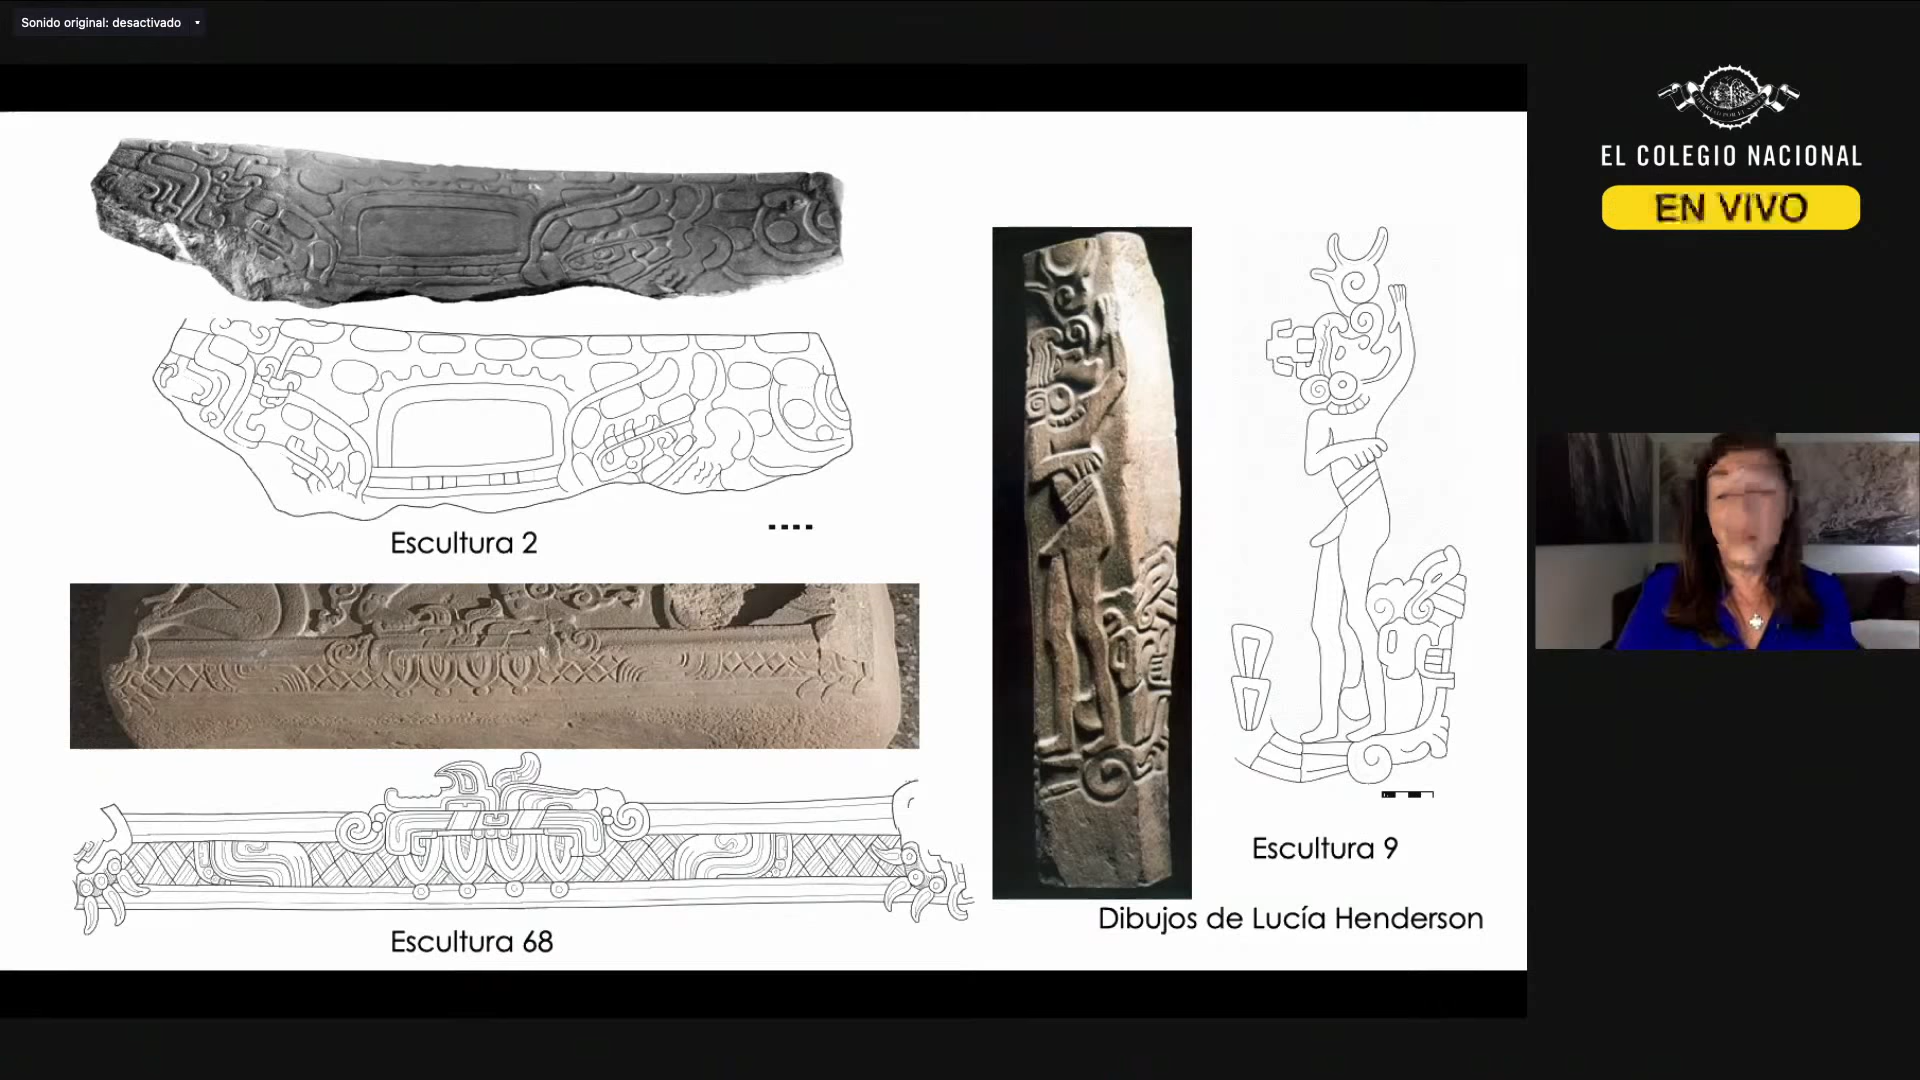 Sonido original: desactivado
EL COLEGIO NACIONAL
EN VIVO
Escultura 2
Escultura 68
Escultura 9
Dibujos de Lucía Henderson